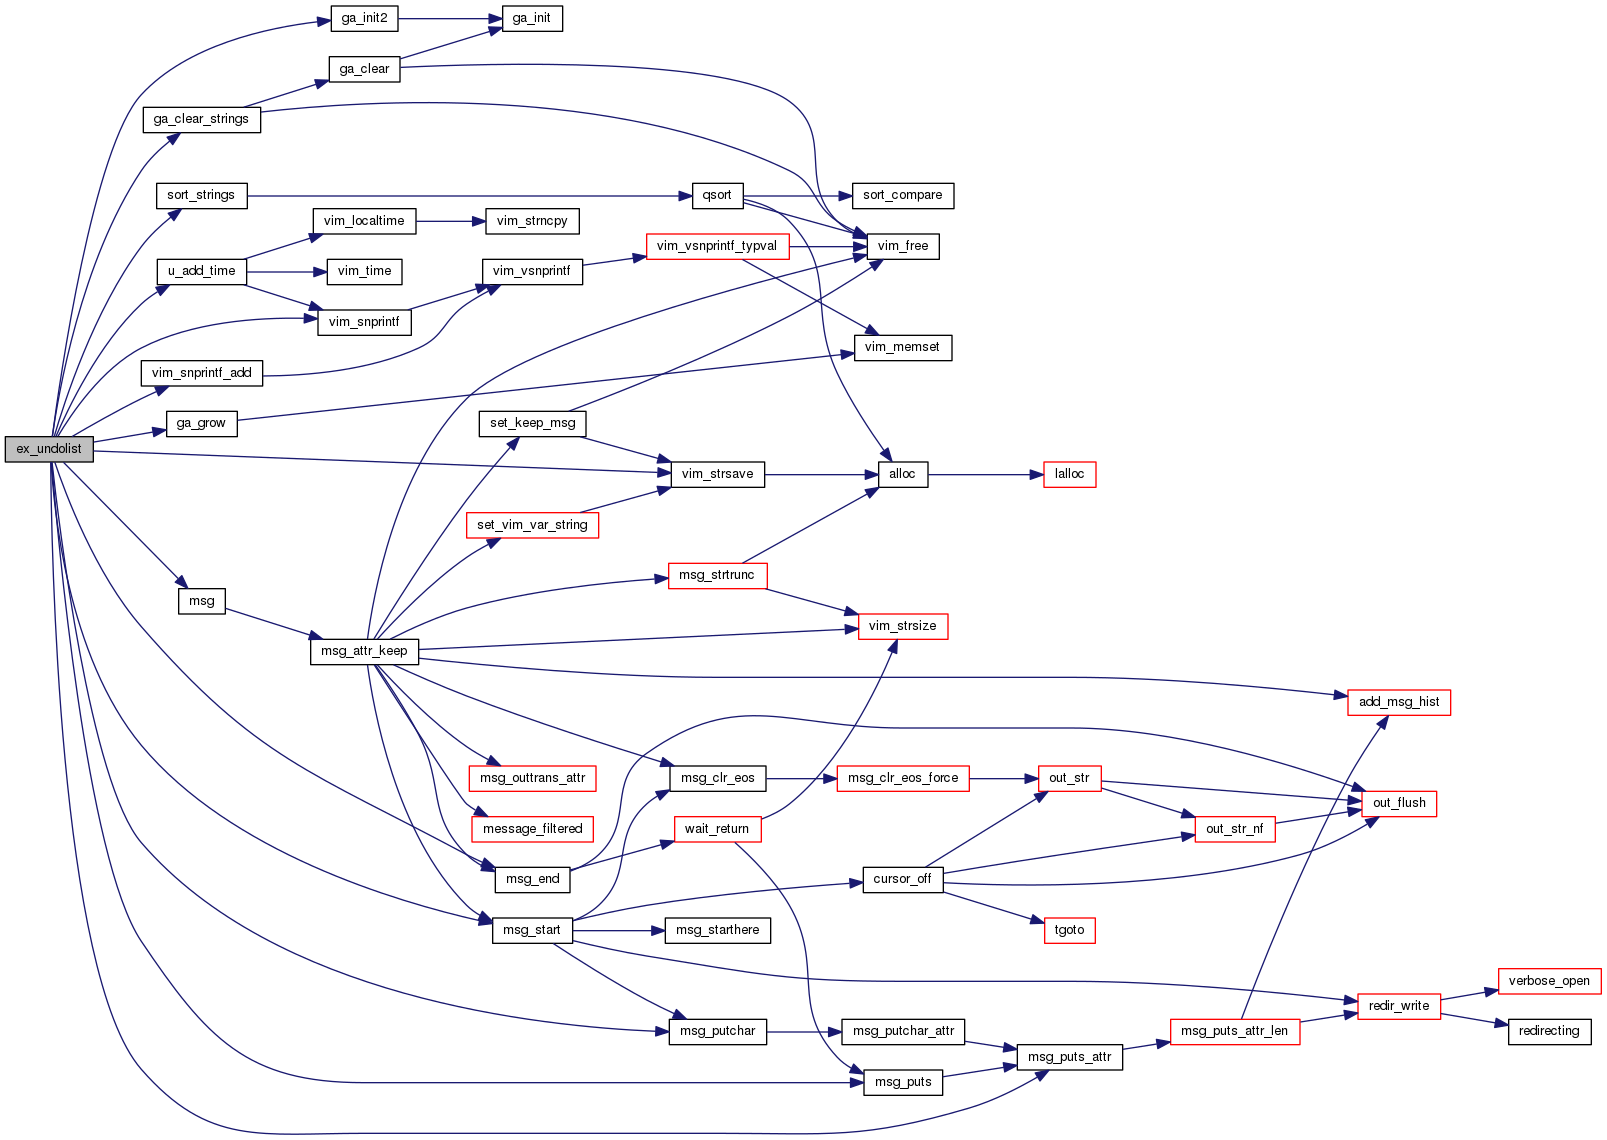 ga_init2
ga_init
ga_clear
ga_clear_strings
sort_strings
qsort
sort_compare
vim_localtime
vim_strncpy
vim_vsnprintf_typval
vim_free
u_add_time
vim_time
vim_vsnprintf
vim_snprintf
vim_memset
vim_snprintf_add
ga_grow
set_keep_msg
ex_undolist
vim_strsave
alloc
lalloc
set_vim_var_string
msg_strtrunc
msg
vim_strsize
msg_attr_keep
add_msg_hist
msg_outtrans_attr
msg_clr_eos
msg_clr_eos_force
out_str
out_flush
message_filtered
wait_return
out_str_nf
msg_end
cursor_off
msg_start
msg_starthere
tgoto
verbose_open
redir_write
msg_putchar
msg_putchar_attr
msg_puts_attr_len
redirecting
msg_puts_attr
msg_puts